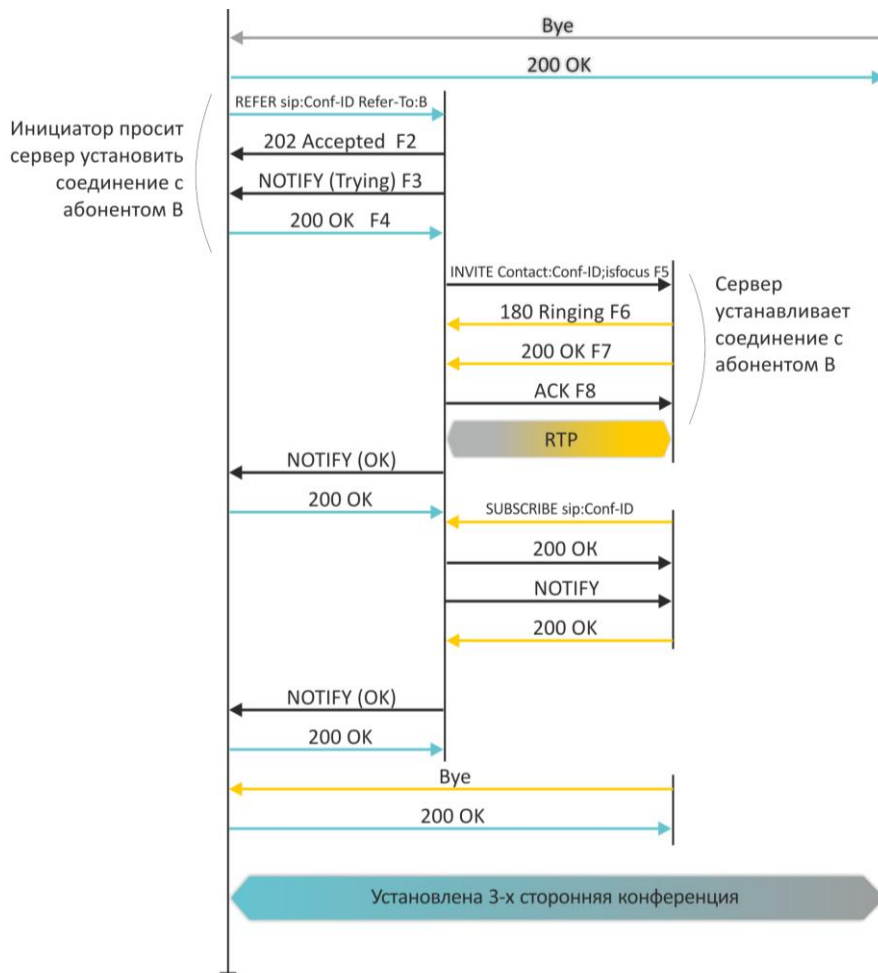 Bye
200 OK
REFER sip:Conf-ID Refer-To:B
Инициатор просит
сервер установить
соединение с
абонентом В
202 Accepted F2
NOTIFY (Trying) F3
200 OK F4
INVITE Contact:Conf-ID;isfocus F5
180 Ringing F6
200 OK F7
ACK F8
Сервер
устанавливает
соединение с
абонентом В
RTP
NOTIFY (OK)
200 OK
SUBSCRIBE sip:Conf-ID
200 OK
NOTIFY
200 OK
NOTIFY (OK)
200 OK
Bye
200 OK
Установлена 3-х сторонняя конференция